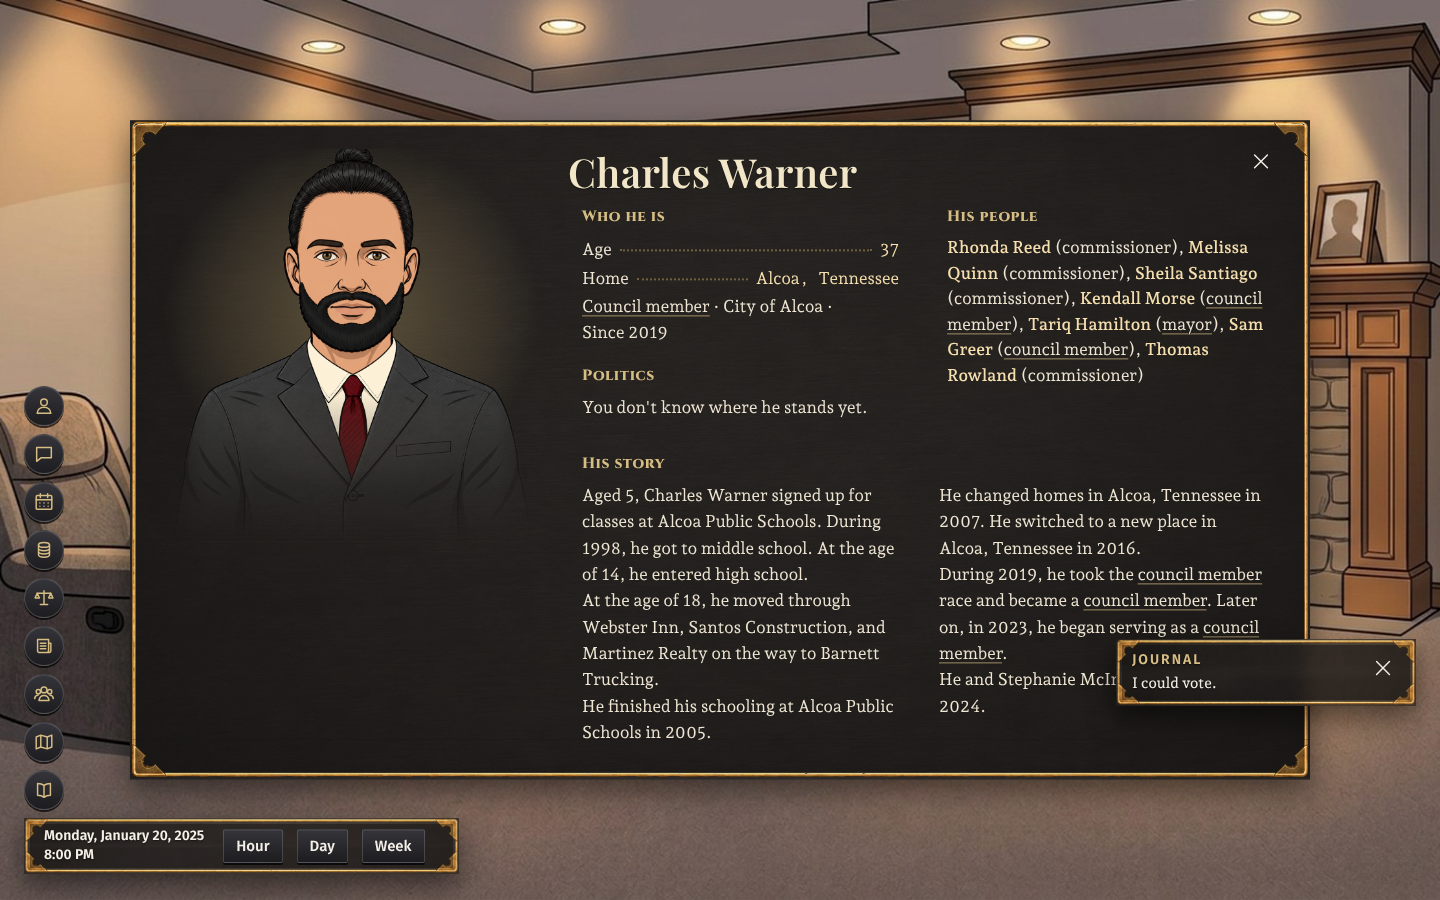 Charles Warner
Who he is
Age 37
Home Alcoa, Tennessee
Council member · City of Alcoa ·
Since 2019
Politics
You don't know where he stands yet.
His people
Rhonda Reed (commissioner), Melissa
Quinn (commissioner), Sheila Santiago
(commissioner), Kendall Morse (council
member), Tariq Hamilton (mayor), Sam
Greer (council member), Thomas
Rowland (commissioner)
His story
Aged 5, Charles Warner signed up for
classes at Alcoa Public Schools. During
1998, he got to middle school. At the age
of 14, he entered high school.
At the age of 18, he moved through
Webster Inn, Santos Construction, and
Martinez Realty on the way to Barnett
Trucking.
He finished his schooling at Alcoa Public
Schools in 2005.
He changed homes in Alcoa, Tennessee in
2007. He switched to a new place in
Alcoa, Tennessee in 2016.
During 2019, he took the council member
race and became a council member. Later
on, in 2023, he began serving as a council
member.
He and Stephanie
2024.
JOURNAL
I could vote.
Monday, January 20, 2025
8:00 PM
Hour
Day
Week